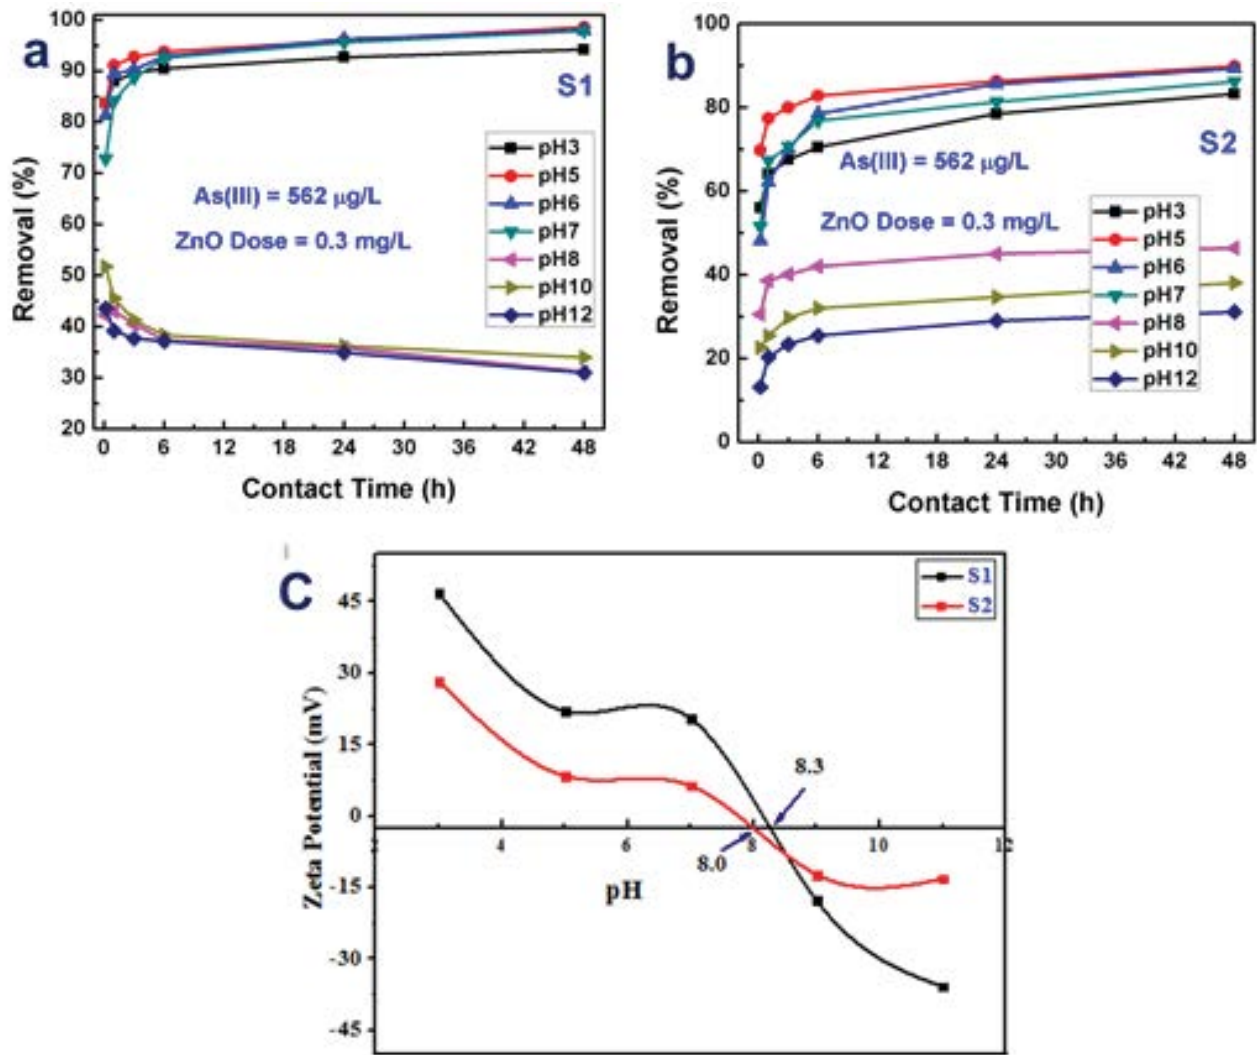 a
S1
100
90
80
70
60
50
40
30
20
Removal (%)
As(III) = 562 µg/L
ZnO Dose = 0.3 mg/L
pH3
pH5
pH6
pH7
pH8
pH10
pH12
0 6 12 18 24 30 36 42 48
Contact Time (h)
b
S2
100
80
60
40
20
0
Removal (%)
As(III) = 562 µg/L
ZnO Dose = 0.3 mg/L
pH3
pH5
pH6
pH7
pH8
pH10
pH12
0 6 12 18 24 30 36 42 48
Contact Time (h)
C
S1
S2
45
30
15
0
-15
-30
-45
Zeta Potential (mV)
8.3
4 6 8 10 12
8.0
pH